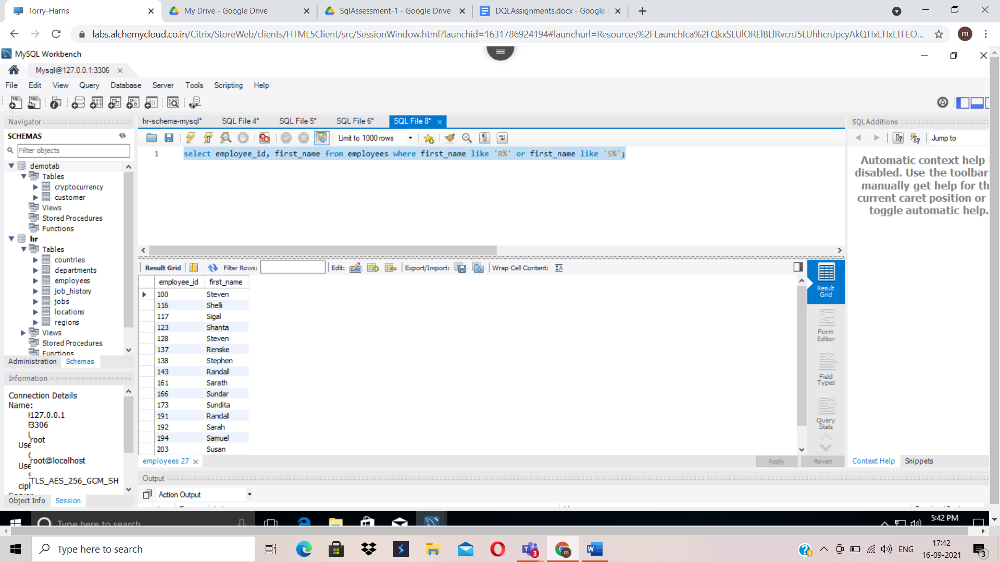 Torry-Harris
My Drive - Google Drive
SqlAssessment-1 - Google Drive
DQLAssignments.docx - Google
labs.alchemycloud.co.in/Citrix/StoreWeb/clients/HTML5Client/src/SessionWindow.html?launchid=1631786924194#launchurl=Resources%2FLaunchIca%2FQkxSLUlORElBLlRvcnJ5LUhhcnJpcyAkQTIxLTIxLTFEO...
m
MySQL Workbench
Mysql@127.0.0.1:3306
File Edit View Query Database Server Tools Scripting Help
Navigator
hr-schema-mysql* SQL File 4* SQL File 5* SQL File 6* SQL File 8*
SQLAdditions
SCHEMAS
Limit to 1000 rows
Jump to
Filter objects
1 select employee_id, first_name from employees where first_name like 'R%' or first_name like 'S%';
Automatic context help
disabled. Use the toolbar
manually get help for th
current caret position or
toggle automatic help.
demotab
Tables
cryptocurrency
customer
Views
Stored Procedures
Functions
hr
Tables
countries
departments
employees
job_history
jobs
locations
regions
Views
Stored Procedures
Functions
Administration Schemas
Result Grid Filter Rows: Edit: Export/Import: Wrap Cell Content:
employee_id first_name
100 Steven
116 Shelli
117 Sigal
123 Shanta
128 Steven
137 Renske
138 Stephen
143 Randall
161 Sarath
166 Sundar
173 Sundita
191 Randall
192 Sarah
194 Samuel
203 Susan
Result
Grid
Form
Editor
Field
Types
Query
Stats
employees 27
Apply Revert
Context Help Snippets
Information
Connection Details
Name:
127.0.0.1
3306
root
Use
root@localhost
Use
TLS_AES_256_GCM_SH
ciph
Object Info Session
Output
Action Output
Type here to search
5:42 PM
Type here to search
3
W
ENG
17:42
16-09-2021
3